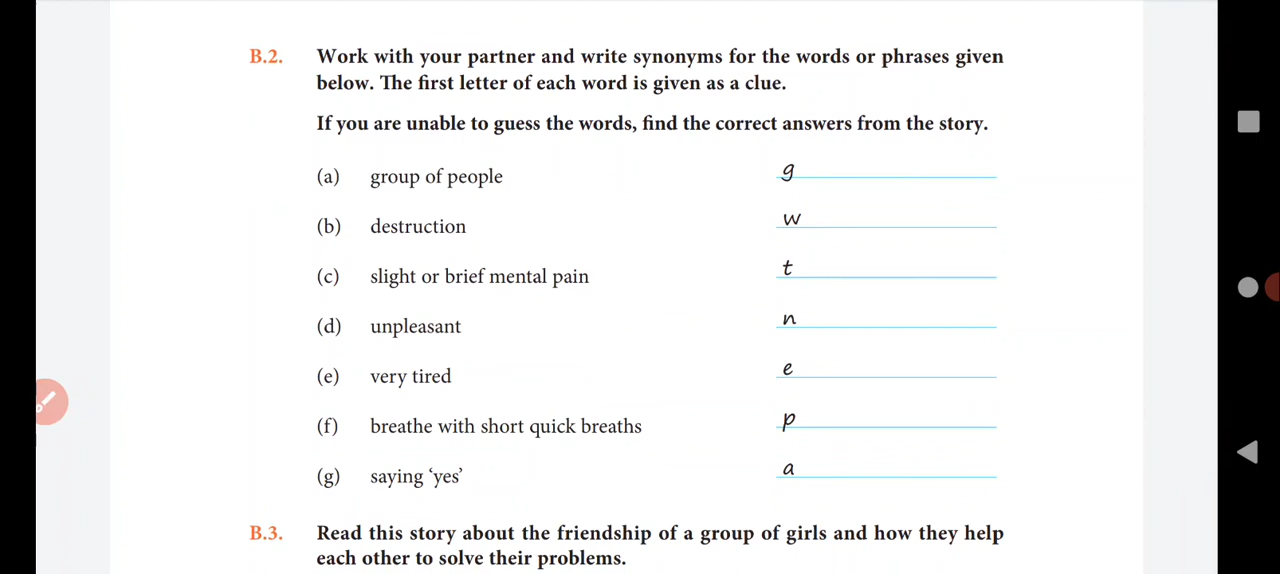 B.2. Work with your partner and write synonyms for the words or phrases given
below. The first letter of each word is given as a clue.
If you are unable to guess the words, find the correct answers from the story.
(a) group of people g
(b) destruction w
(c) slight or brief mental pain t
(d) unpleasant n
(e) very tired e
(f) breathe with short quick breaths p
(g) saying ‘yes’ a
B.3. Read this story about the friendship of a group of girls and how they help
each other to solve their problems.